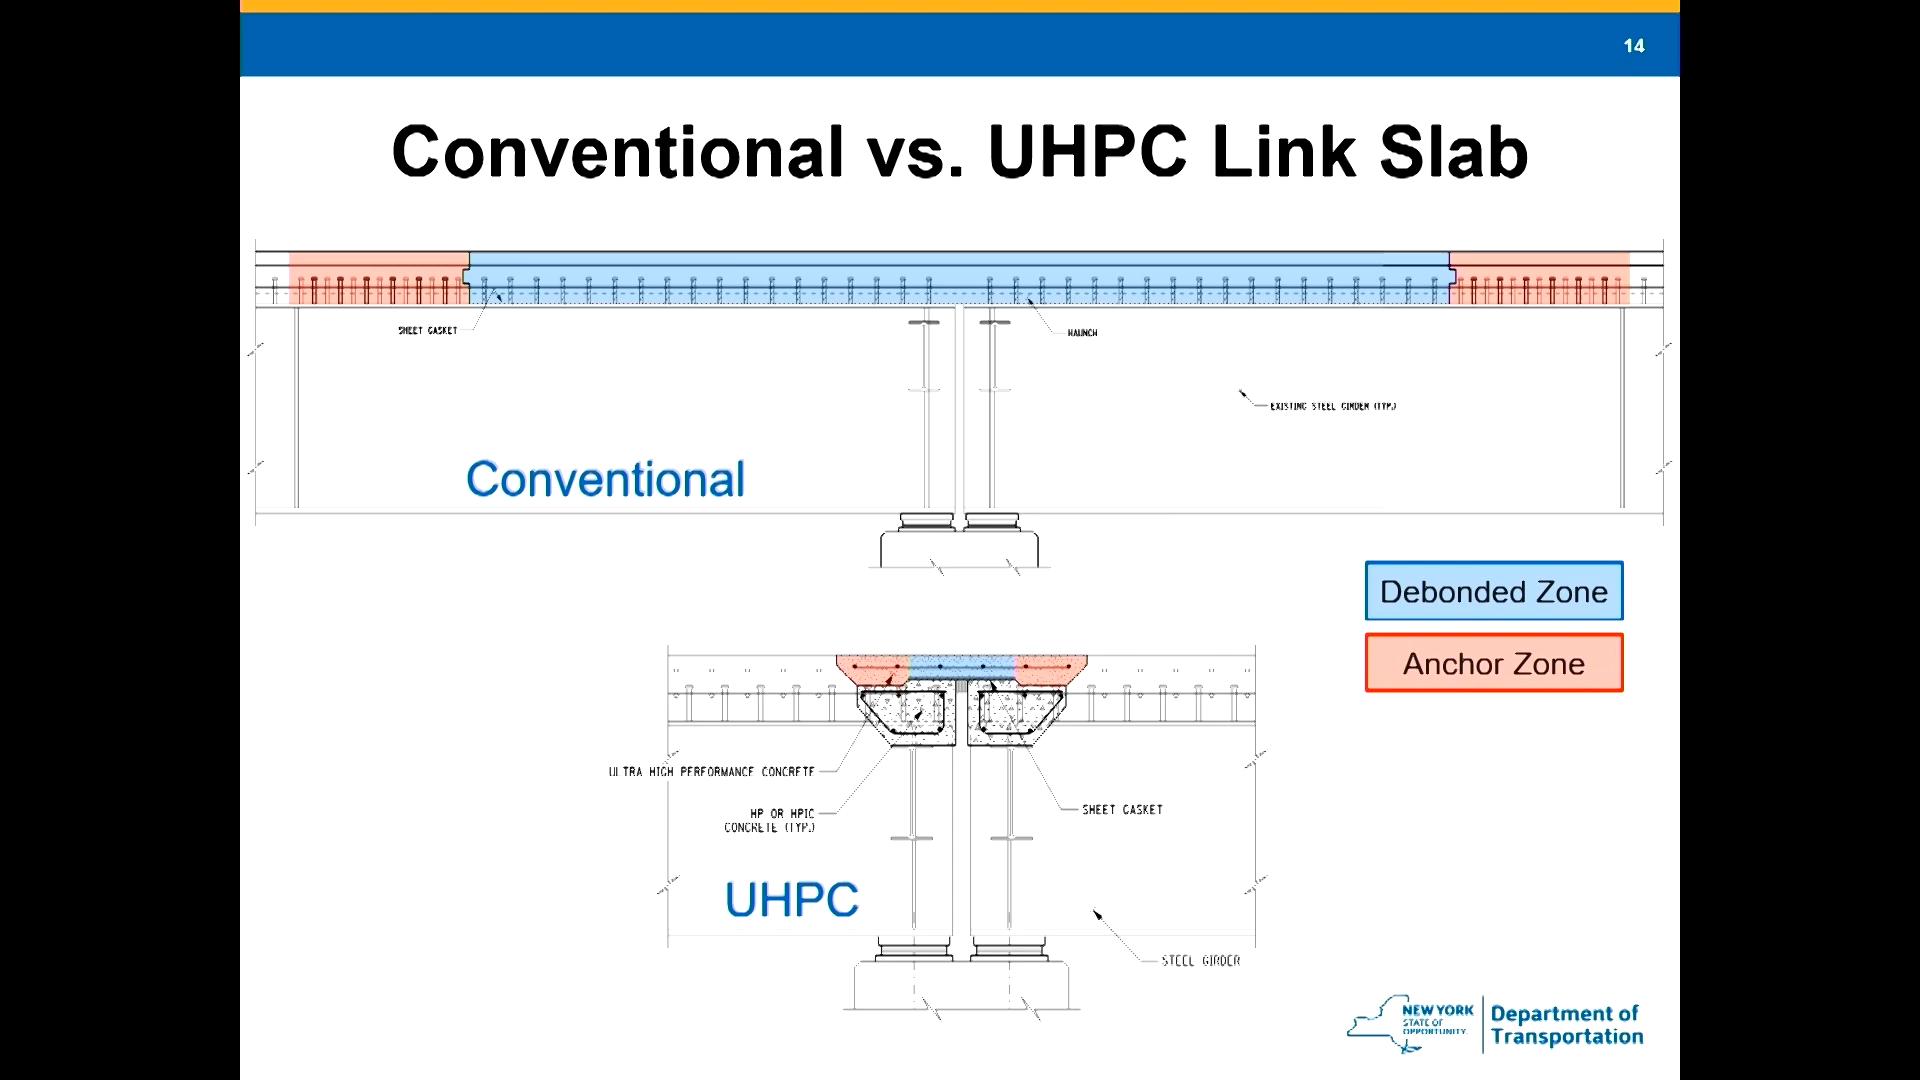 14
Conventional vs. UHPC Link Slab
SHEET GASKET
HAUNCH
EXISTING STEEL GIRDER (TYP.)
Conventional
Debonded Zone
Anchor Zone
ULTRA HIGH PERFORMANCE CONCRETE
HP OR HPIC
CONCRETE (TYP.)
SHEET GASKET
UHPC
STEEL GIRDER
NEW YORK
STATE OF
OPPORTUNITY.
Department of
Transportation